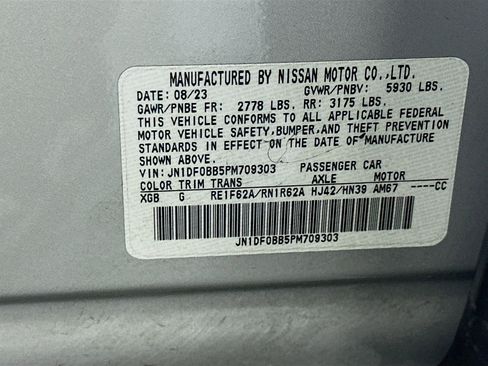 MANUFACTURED BY NISSAN MOTOR CO.,LTD.
DATE: 08/23 GVWR/PNBV: 5930 LBS.
GAWR/PNBE FR: 2778 LBS. RR: 3175 LBS.
THIS VEHICLE CONFORMS TO ALL APPLICABLE FEDERAL
MOTOR VEHICLE SAFETY,BUMPER,AND THEFT PREVENTION
STANDARDS IN EFFECT ON THE DATE OF MANUFACTURE
SHOWN ABOVE.
VIN: JN1DF0BB5PM709303 PASSENGER CAR
COLOR TRIM TRANS AXLE MOTOR
XGB G RE1F62A/RN1R62A HJ42/HN39 AM67 ----CC
JN1DF0BB5PM709303